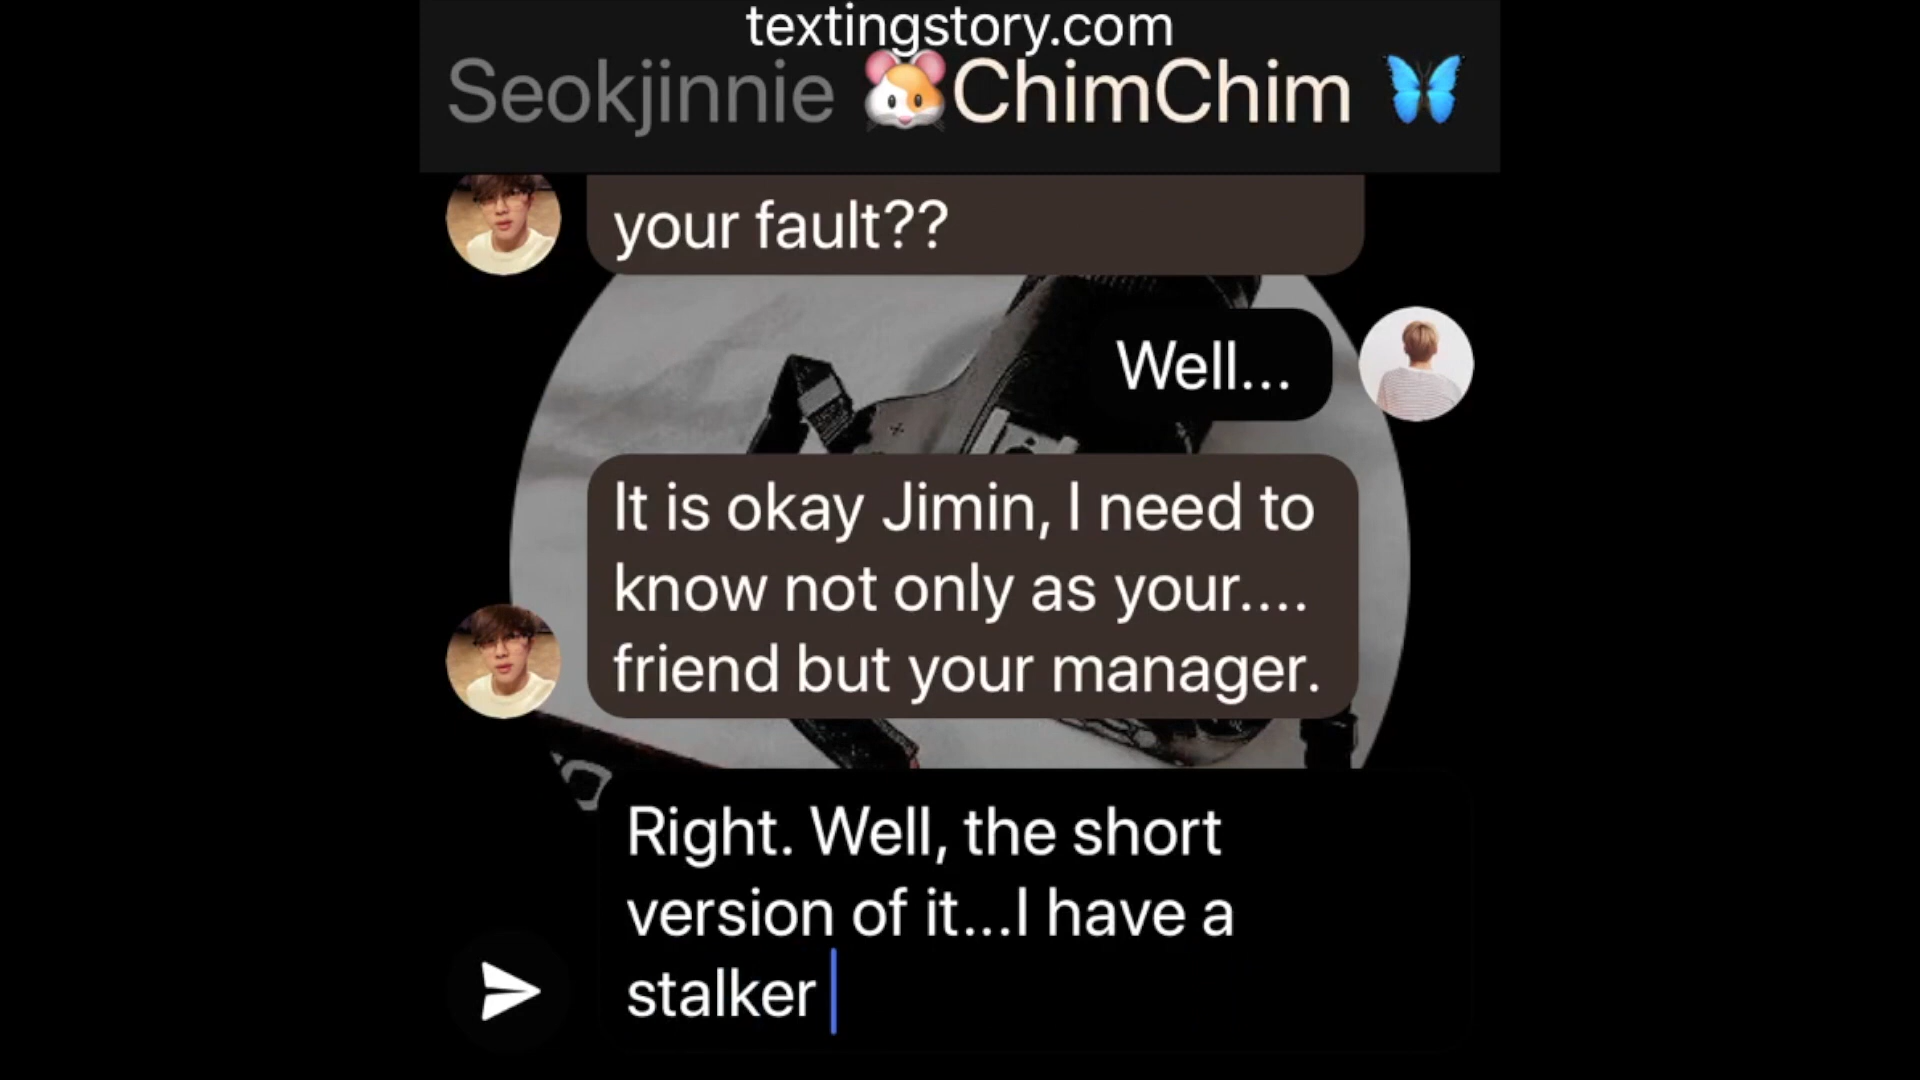 textingstory.com
Seokjinnie 🐹ChimChim 🦋
your fault??
Well...
It is okay Jimin, I need to
know not only as your....
friend but your manager.
Right. Well, the short
version of it...I have a
stalker